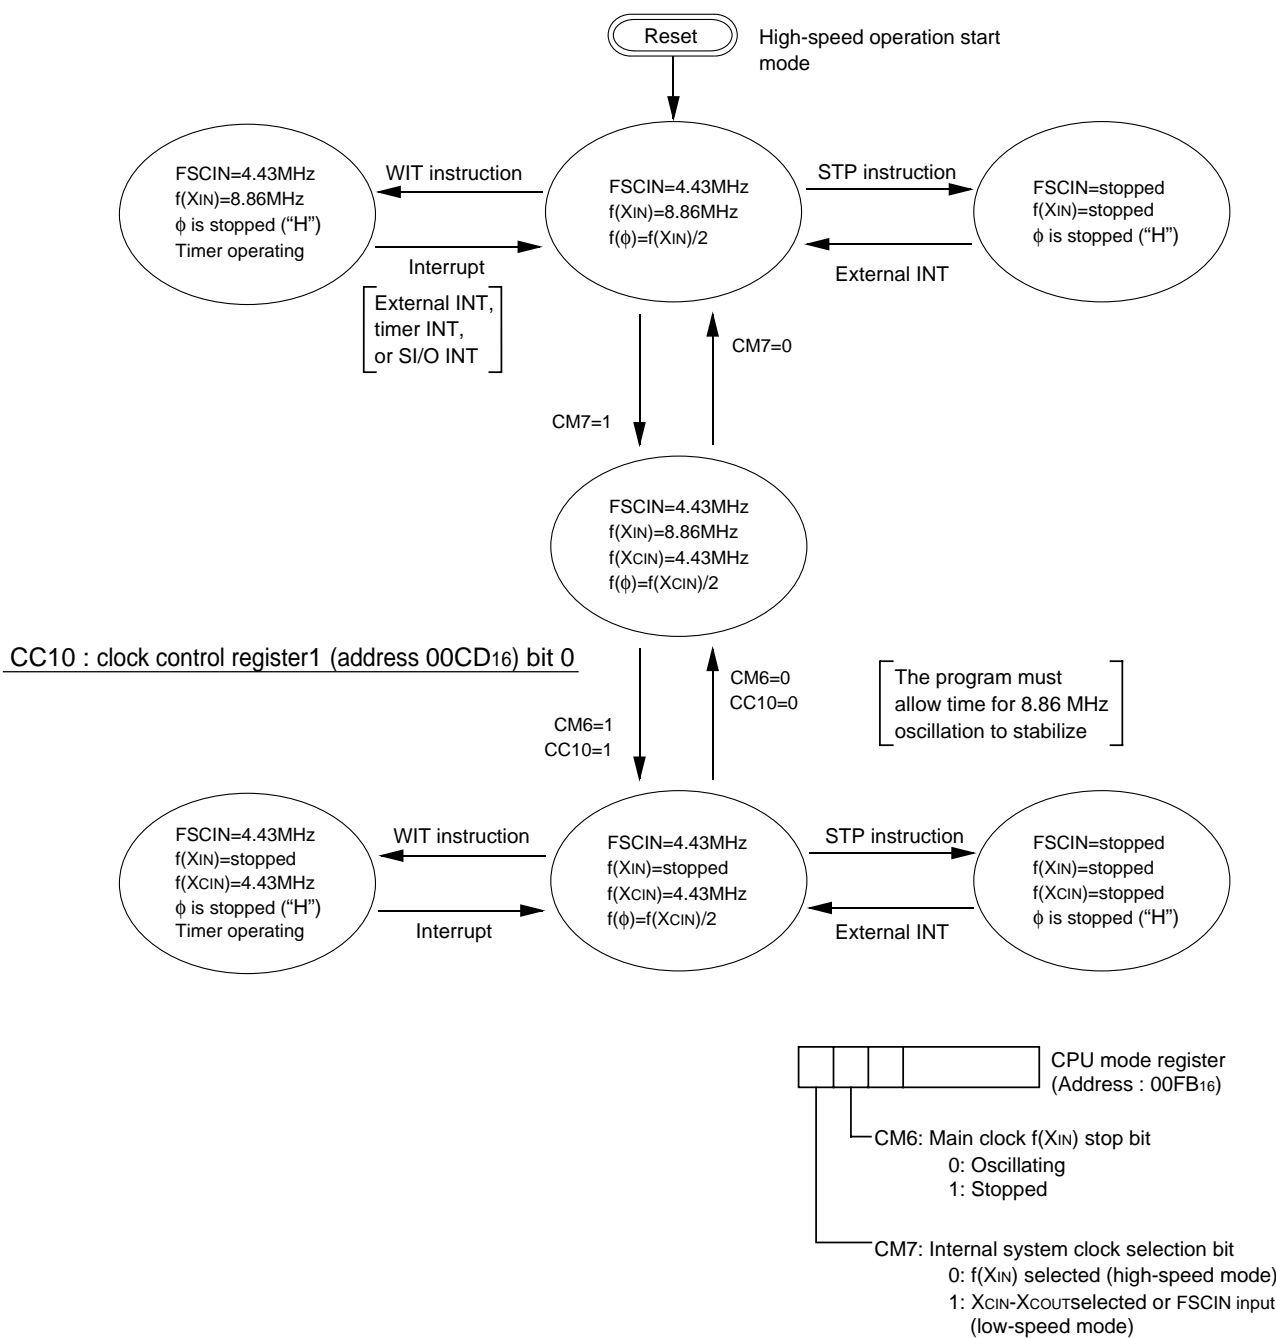 Reset
High-speed operation start
mode
FSCIN=4.43MHz
f(XIN)=8.86MHz
ϕ is stopped (“H”)
Timer operating
WIT instruction
Interrupt
External INT,
timer INT,
or SI/O INT
FSCIN=4.43MHz
f(XIN)=8.86MHz
f(ϕ)=f(XIN)/2
STP instruction
External INT
FSCIN=stopped
f(XIN)=stopped
ϕ is stopped (“H”)
CM7=1
CM7=0
FSCIN=4.43MHz
f(XIN)=8.86MHz
f(XCIN)=4.43MHz
f(ϕ)=f(XCIN)/2
CC10 : clock control register1 (address 00CD16) bit 0
CM6=1
CC10=1
CM6=0
CC10=0
The program must
allow time for 8.86 MHz
oscillation to stabilize
FSCIN=4.43MHz
f(XIN)=stopped
f(XCIN)=4.43MHz
ϕ is stopped (“H”)
Timer operating
WIT instruction
Interrupt
FSCIN=4.43MHz
f(XIN)=stopped
f(XCIN)=4.43MHz
f(ϕ)=f(XCIN)/2
STP instruction
External INT
FSCIN=stopped
f(XIN)=stopped
f(XCIN)=stopped
ϕ is stopped (“H”)
CPU mode register
(Address : 00FB16)
CM6: Main clock f(XIN) stop bit
0: Oscillating
1: Stopped
CM7: Internal system clock selection bit
0: f(XIN) selected (high-speed mode)
1: XCIN-XCOUTselected or FSCIN input
(low-speed mode)